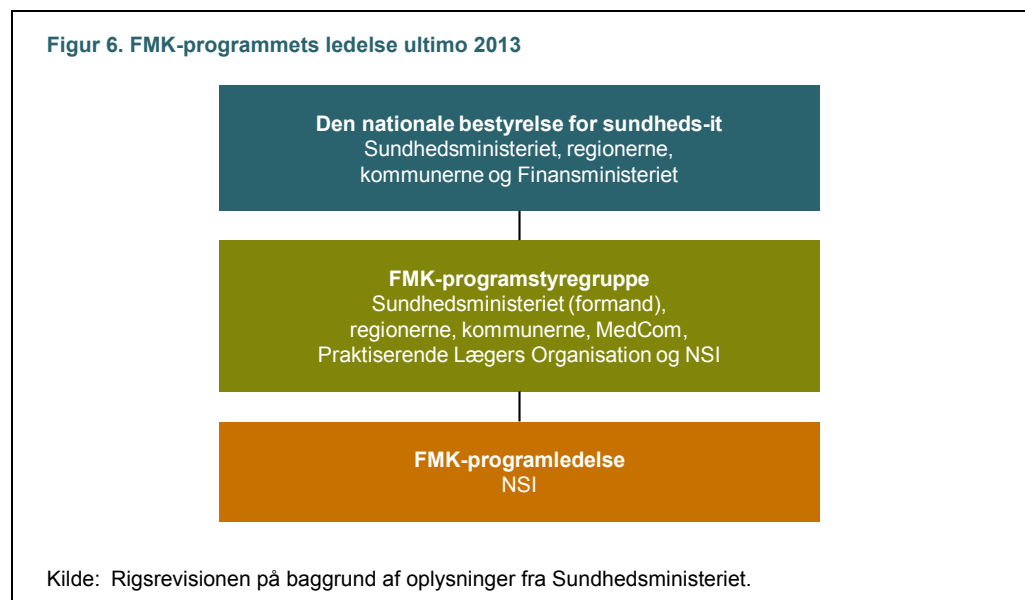 Figur 6. FMK-programmets ledelse ultimo 2013
Den nationale bestyrelse for sundheds-it
Sundhedsministeriet, regionerne,
kommunerne og Finansministeriet
FMK-programstyregruppe
Sundhedsministeriet (formand),
regionerne, kommunerne, MedCom,
Praktiserende Lægers Organisation og NSI
FMK-programledelse
NSI
Kilde: Rigsrevisionen på baggrund af oplysninger fra Sundhedsministeriet.